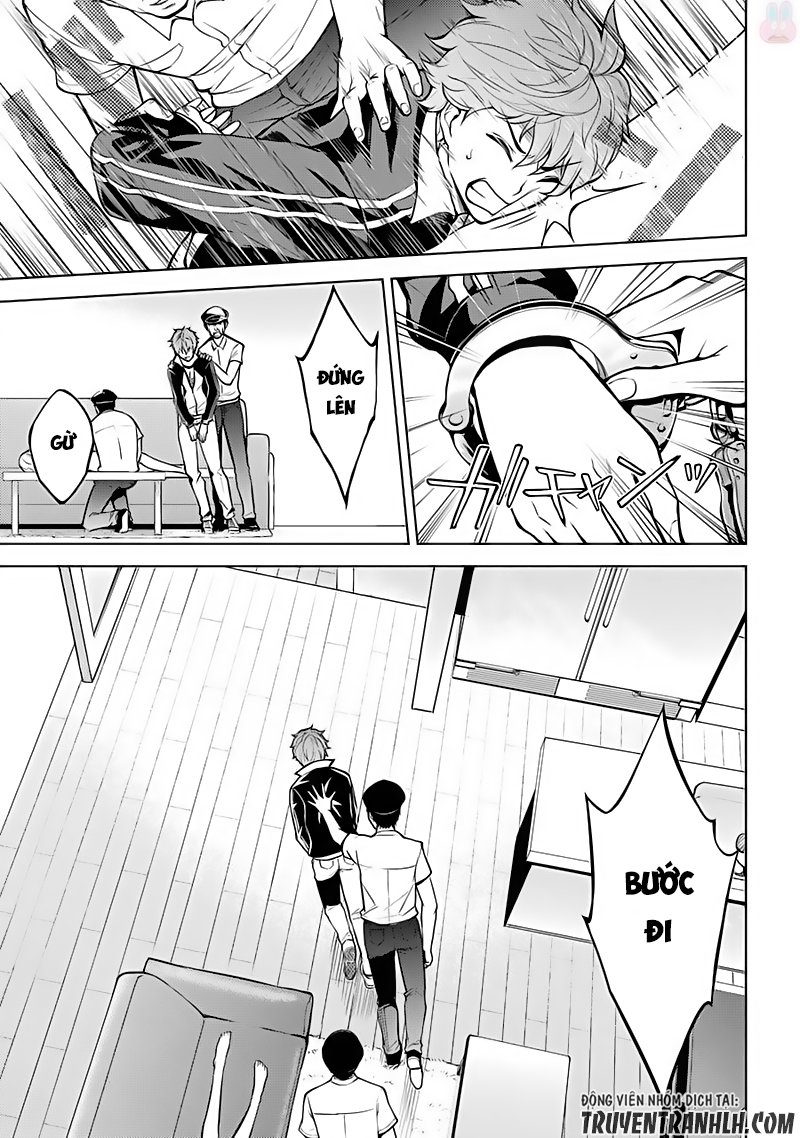 ガチャンッ
ĐỨNG
LÊN
GỪ
BƯỚC
ĐI
ĐỘNG VIÊN NHÓM DỊCH TẠI:
TRUYENTRANHLH.COM